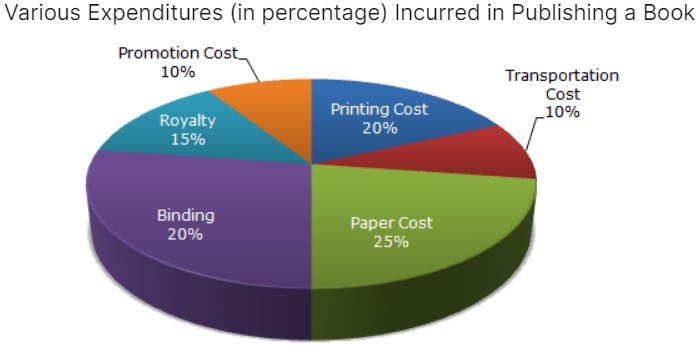 Various Expenditures (in percentage) Incurred in Publishing a Book
Promotion Cost
10%
Transportation
Cost
10%
Printing Cost
20%
Royalty
15%
Binding
20%
Paper Cost
25%